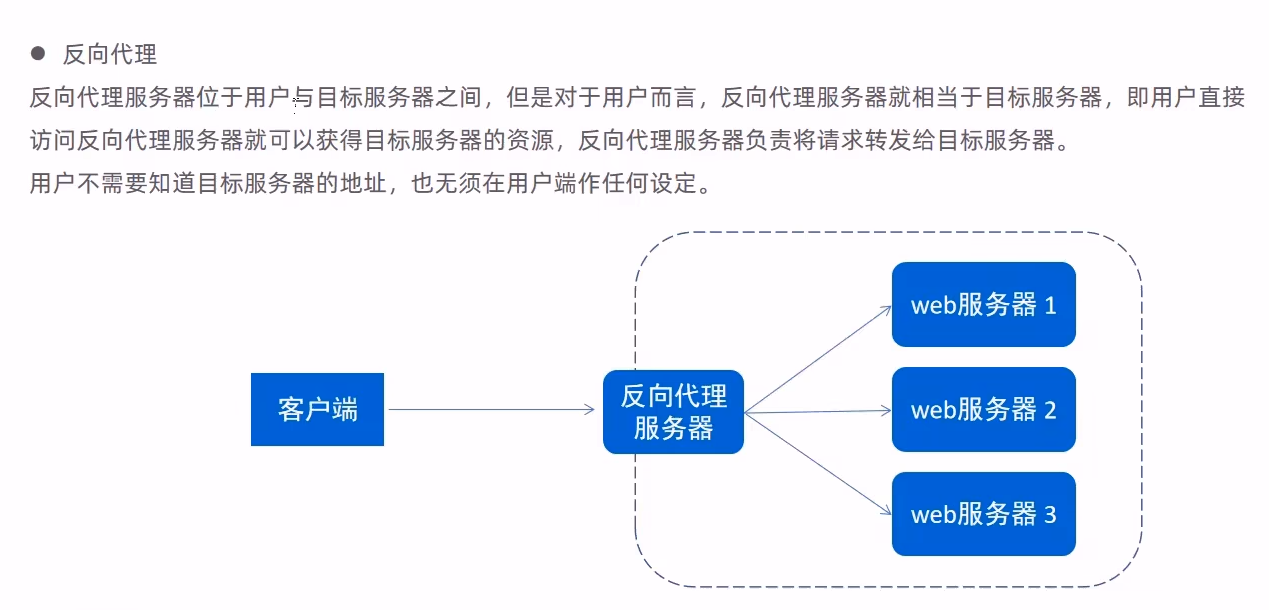 ● 反向代理
反向代理服务器位于用户与目标服务器之间，但是对于用户而言，反向代理服务器就相当于目标服务器，即用户直接
访问反向代理服务器就可以获得目标服务器的资源，反向代理服务器负责将请求转发给目标服务器。
用户不需要知道目标服务器的地址，也无须在用户端作任何设定。
web服务器 1
客户端
反向代理
服务器
web服务器 2
web服务器 3